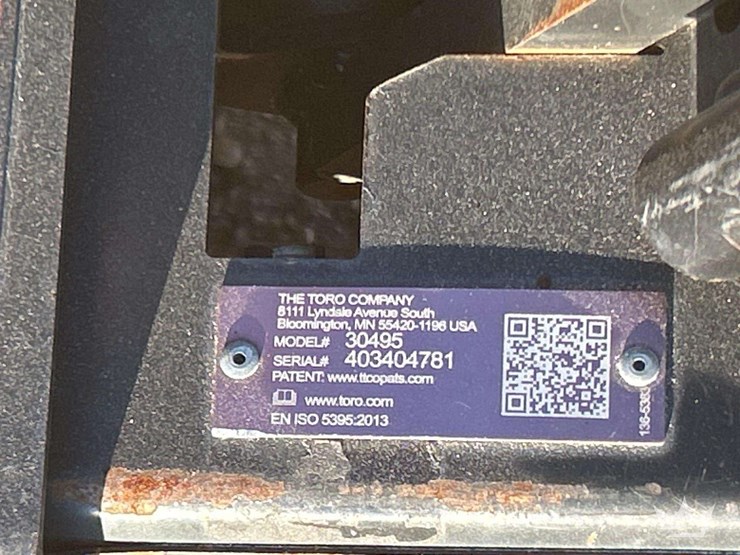 THE TORO COMPANY
8111 Lyndale Avenue South
Bloomington, MN 55420-1196 USA
MODEL# 30495
SERIAL# 403404781
PATENT: www.ttcopats.com
www.toro.com
EN ISO 5395:2013